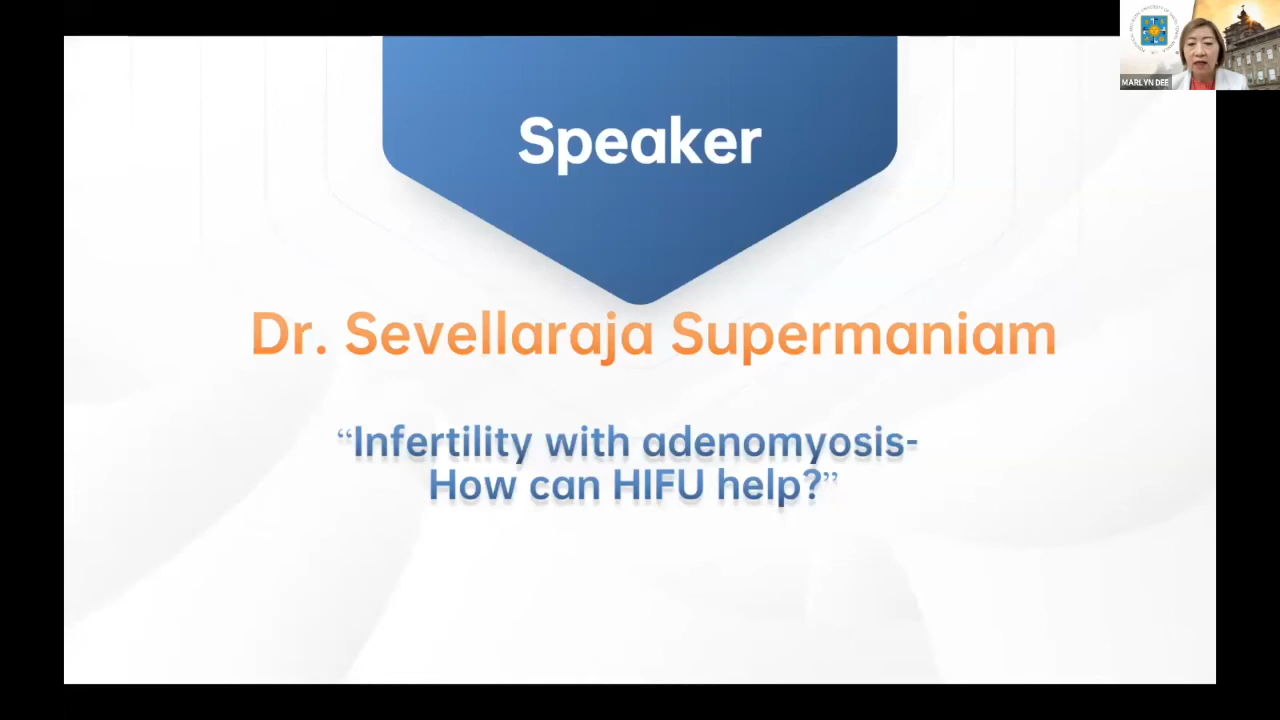 MARLYN DEE
Speaker
Dr. Sevellaraja Supermaniam
“Infertility with adenomyosis-
How can HIFU help?”